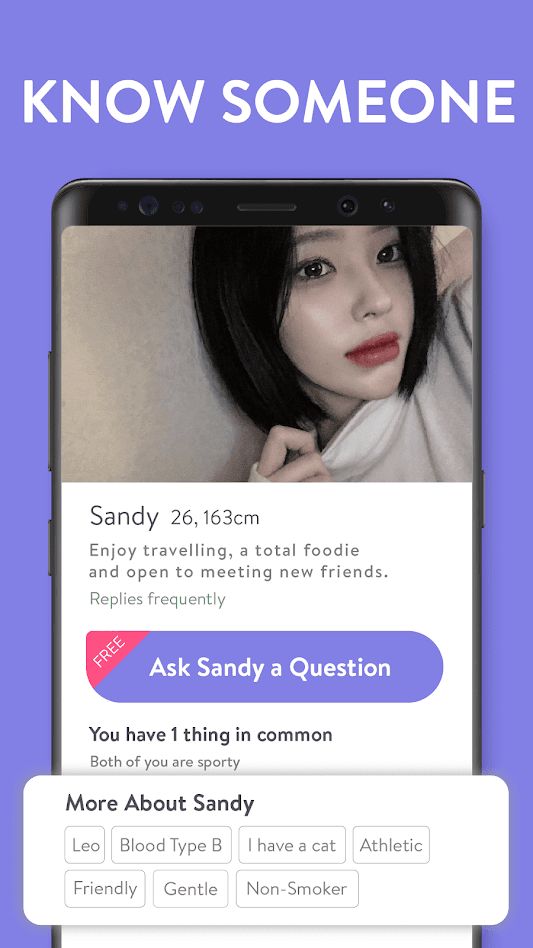 KNOW SOMEONE
Sandy 26, 163cm
Enjoy travelling, a total foodie
and open to meeting new friends.
Replies frequently
FREE
Ask Sandy a Question
You have 1 thing in common
Both of you are sporty
More About Sandy
Leo Blood Type B I have a cat Athletic
Friendly Gentle Non-Smoker